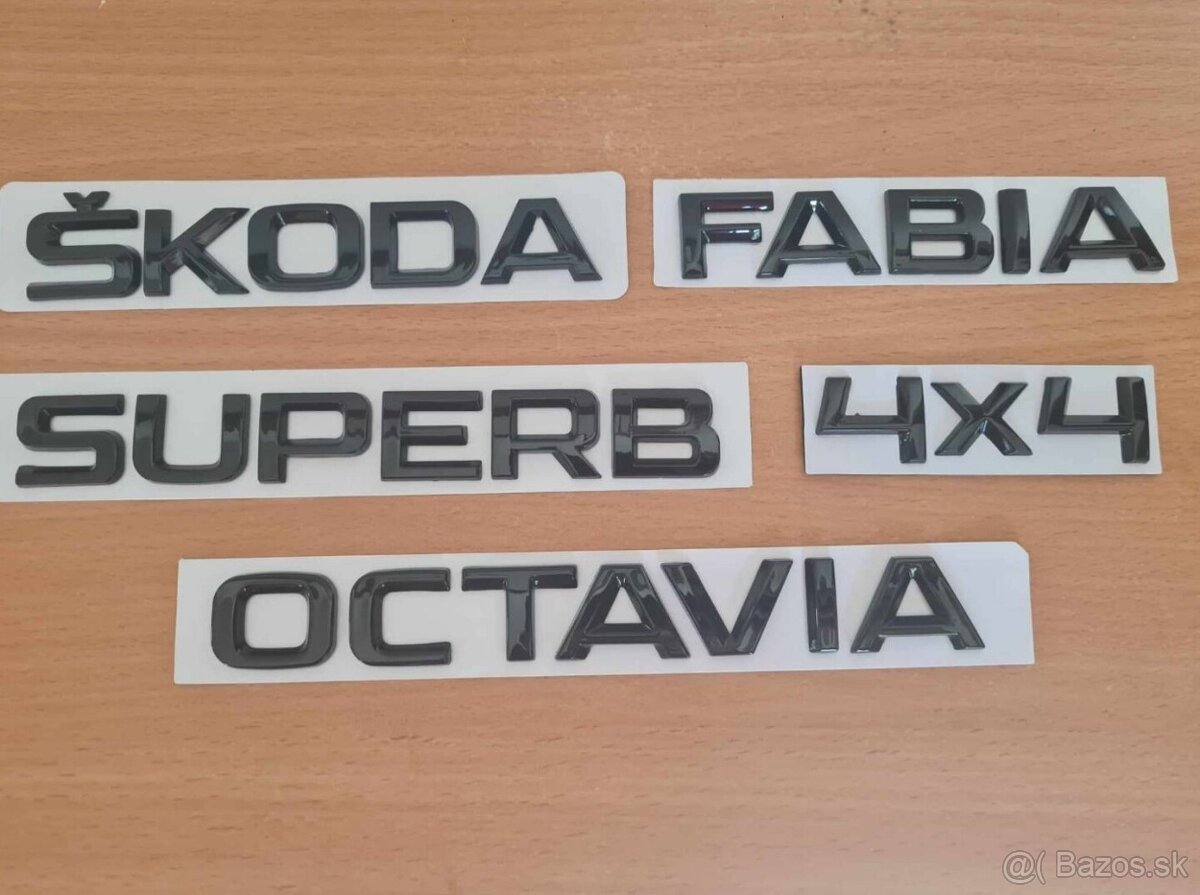 ŠKODA FABIA
SUPERB 4X4
OCTAVIA
@( Bazos.sk